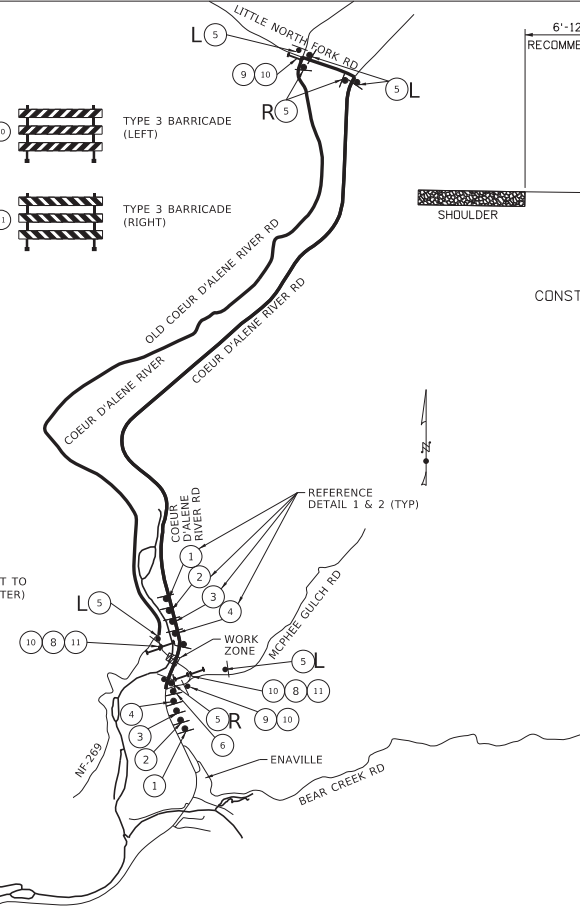 LITTLE NORTH FORK RD
6'-12
RECOMME
L 5
9 10
5 L
R 5
0
TYPE 3 BARRICADE
(LEFT)
1
TYPE 3 BARRICADE
(RIGHT)
SHOULDER
OLD COEUR D'ALENE RIVER RD
CONST
COEUR D'ALENE RIVER RD
COEUR D'ALENE RIVER
N
COEUR
D'ALENE
RIVER RD
REFERENCE
DETAIL 1 & 2 (TYP)
1
2
3
4
T TO
TER)
L 5
MCPHEE GULCH RD
10 8 11
WORK
ZONE
5 L
10 8 11
4
5 R
9 10
3
6
2
1
NF-269
ENAVILLE
BEAR CREEK RD